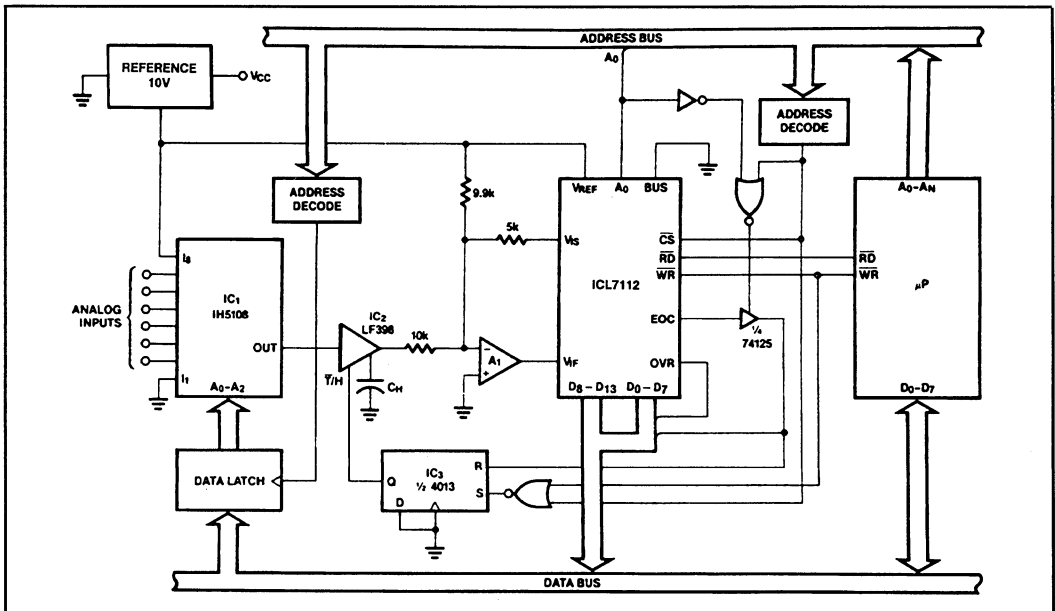 ADDRESS BUS
REFERENCE
10V
VCC
A0
ADDRESS
DECODE
ADDRESS
DECODE
9.9k
VREF
A0
BUS
A0-AN
5k
VIS
I8
CS
RD
RD
WR
WR
IC1
IH5108
ANALOG
INPUTS
ICL7112
μP
IC2
LF398
10k
EOC
1/4
74125
OUT
A1
VIF
OVR
T/H
CH
I1
A0-A2
D8-D13
D0-D7
D0-D7
DATA LATCH
Q
IC3
1/2 4013
R
S
D
DATA BUS